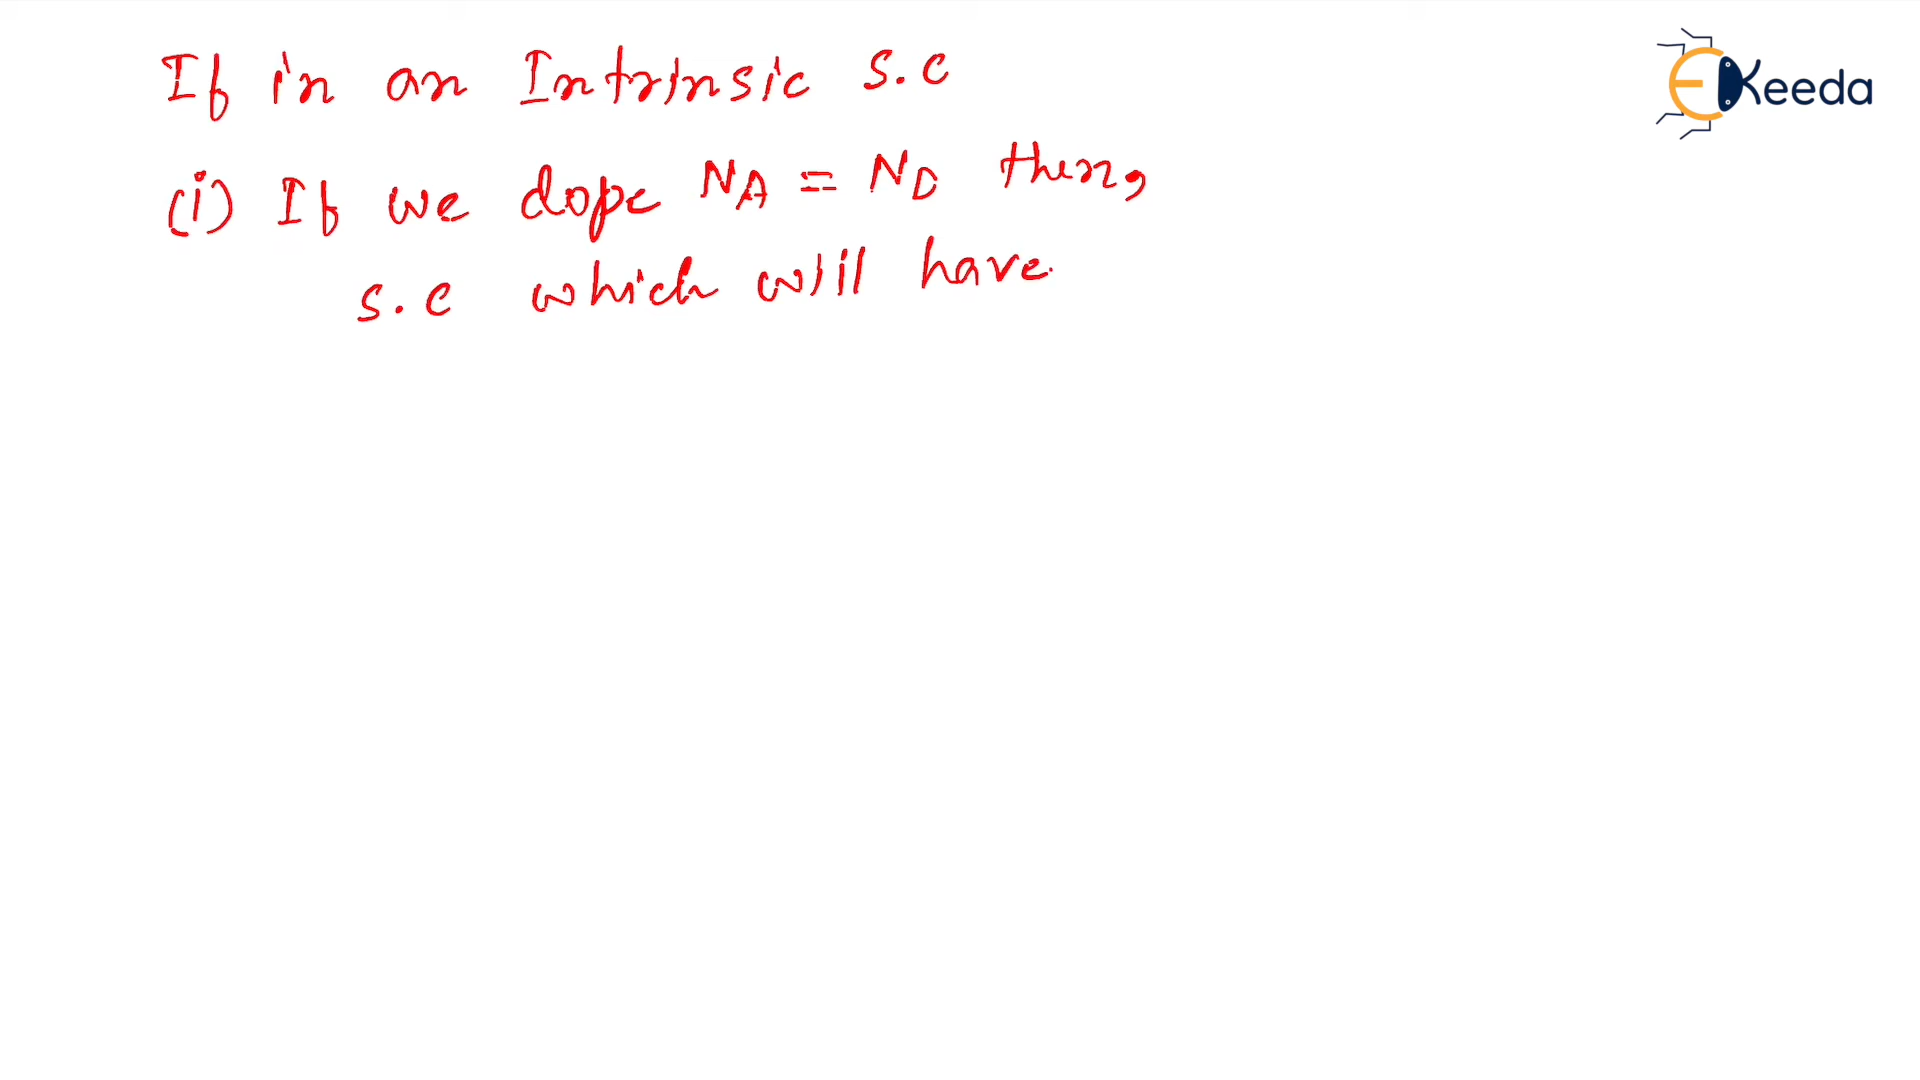 If in an Intrinsic S.C
EKeeda
(i) If we dope NA = ND then,
S.C which will have